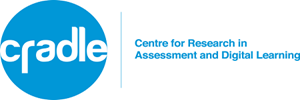 cradle
Centre for Research in
Assessment and Digital Learning